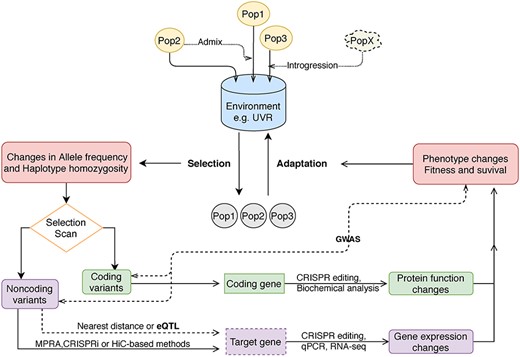 Pop1
Pop2
Admix
Pop3
PopX
Introgression
Environment
e.g. UVR
Changes in Allele frequency
and Haplotype homozygosity
Selection
Adaptation
Phenotype changes
Fitness and suvival
Pop1
Pop2
Pop3
Selection
Scan
GWAS
Noncoding
variants
Coding
variants
Coding gene
CRISPR editing,
Biochemical analysis
Protein function
changes
Nearest distance or eQTL
MPRA,CRISPRi or HiC-based methods
Target gene
CRISPR editing,
qPCR, RNA-seq
Gene expression
changes